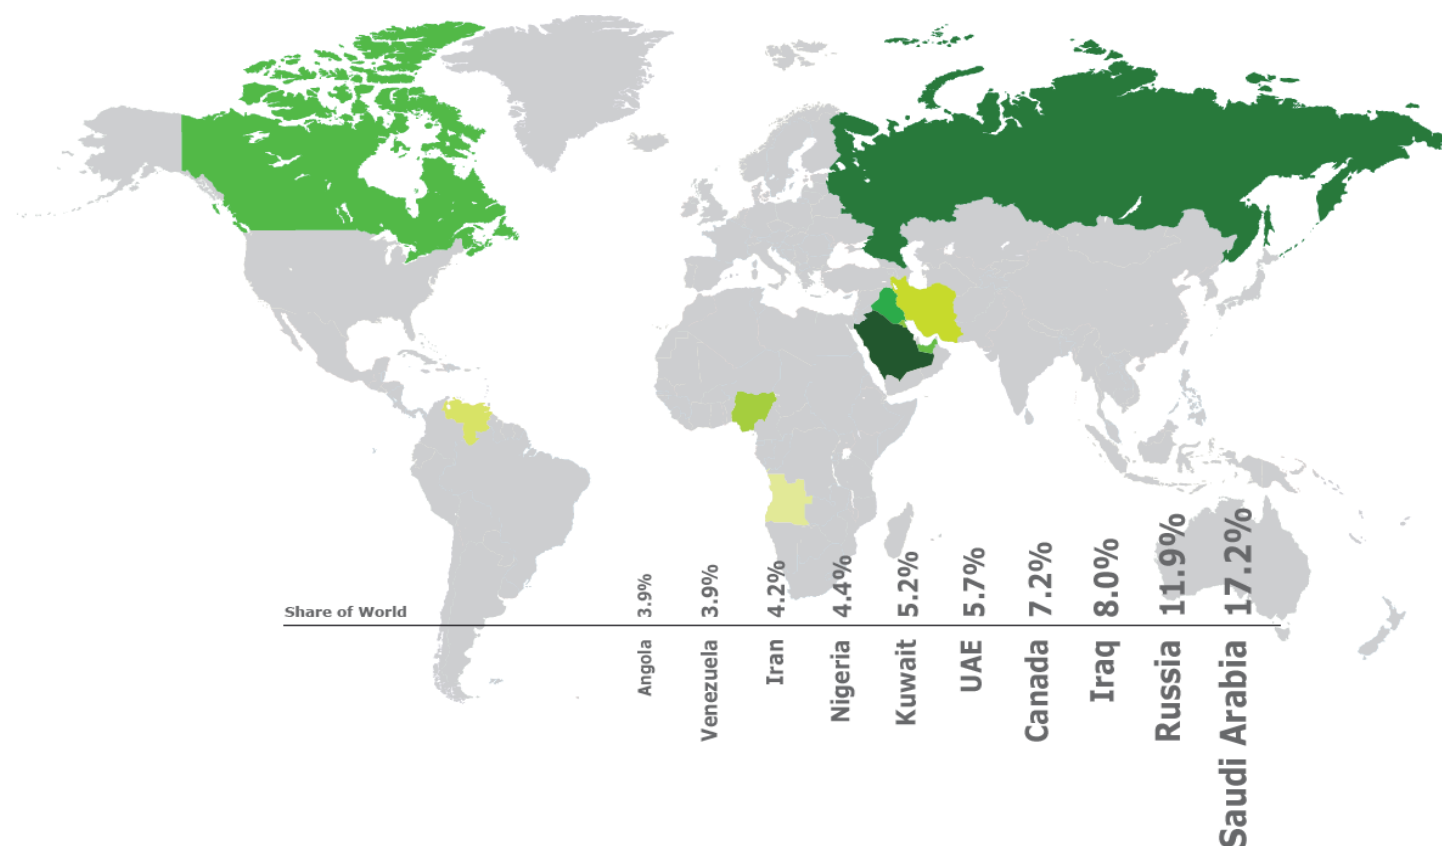 Share of World
3.9%
3.9%
4.2%
4.4%
5.2%
5.7%
7.2%
8.0%
11.9%
17.2%
Angola
Venezuela
Iran
Nigeria
Kuwait
UAE
Canada
Iraq
Russia
Saudi Arabia